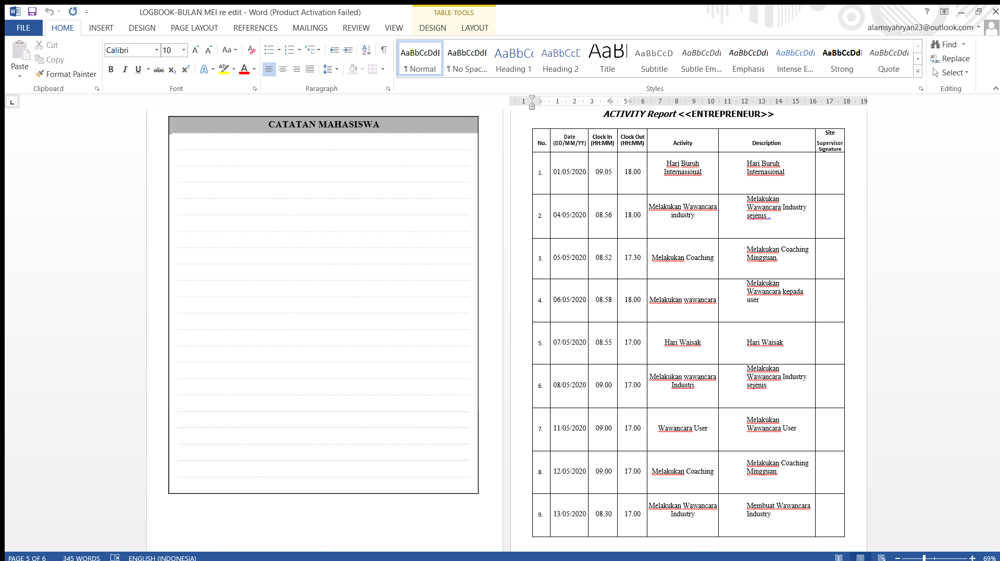 LOGBOOK-BULAN MEI re edit - Word (Product Activation Failed)
TABLE TOOLS
?
FILE HOME INSERT DESIGN PAGE LAYOUT REFERENCES MAILINGS REVIEW VIEW DESIGN LAYOUT
alamsyahryan23@outlook.com
Paste
Cut
Copy
Format Painter
Clipboard
Calibri 10
Aa
B I U abc x₂ x²
A A
Font
Paragraph
AaBbCcDdE AaBbCcDdE AaBbCc AaBbCcD AaB AaBbCcD AaBbCcDdI AaBbCcDdI AaBbCcDdI AaBbCcDdI AaBbCcDdI
¶ Normal ¶ No Spac... Heading 1 Heading 2 Title Subtitle Subtle Em... Emphasis Intense E... Strong Quote
Styles
Find
Replace
Select
Editing
1 1 2 3 4 5 6 7 8 9 10 11 12 13 14 15 16 17 18 19
CATATAN MAHASISWA
ACTIVITY Report <<ENTREPRENEUR>>
No. Date (DD/MM/YY) Clock In (HH:MM) Clock Out (HH:MM) Activity Description Site Supervisor Signature
1. 01/05/2020 09.05 18.00 Hari Buruh Internasional Hari Buruh Internasional
2. 04/05/2020 08.56 18.00 Melakukan Wawancara industry Melakukan Wawancara Industry sejenis .
3. 05/05/2020 08.52 17.30 Melakukan Coaching Melakukan Coaching Mingguan.
4. 06/05/2020 08.58 18.00 Melakukan wawancara Melakukan Wawancara kepada user
5. 07/05/2020 08.55 17.00 Hari Waisak Hari Waisak
6. 08/05/2020 09.00 17.00 Melakukan wawancara Industri Melakukan Wawancara Industry sejenis
7. 11/05/2020 09.00 17.00 Wawancara User Melakukan Wawancara User
8. 12/05/2020 09.00 17.00 Melakukan Coaching Melakukan Coaching Mingguan.
9. 13/05/2020 08.30 17.00 Melakukan Wawancara Industry Membuat Wawancara Industry
PAGE 5 OF 6 345 WORDS ENGLISH (INDONESIA) 69%